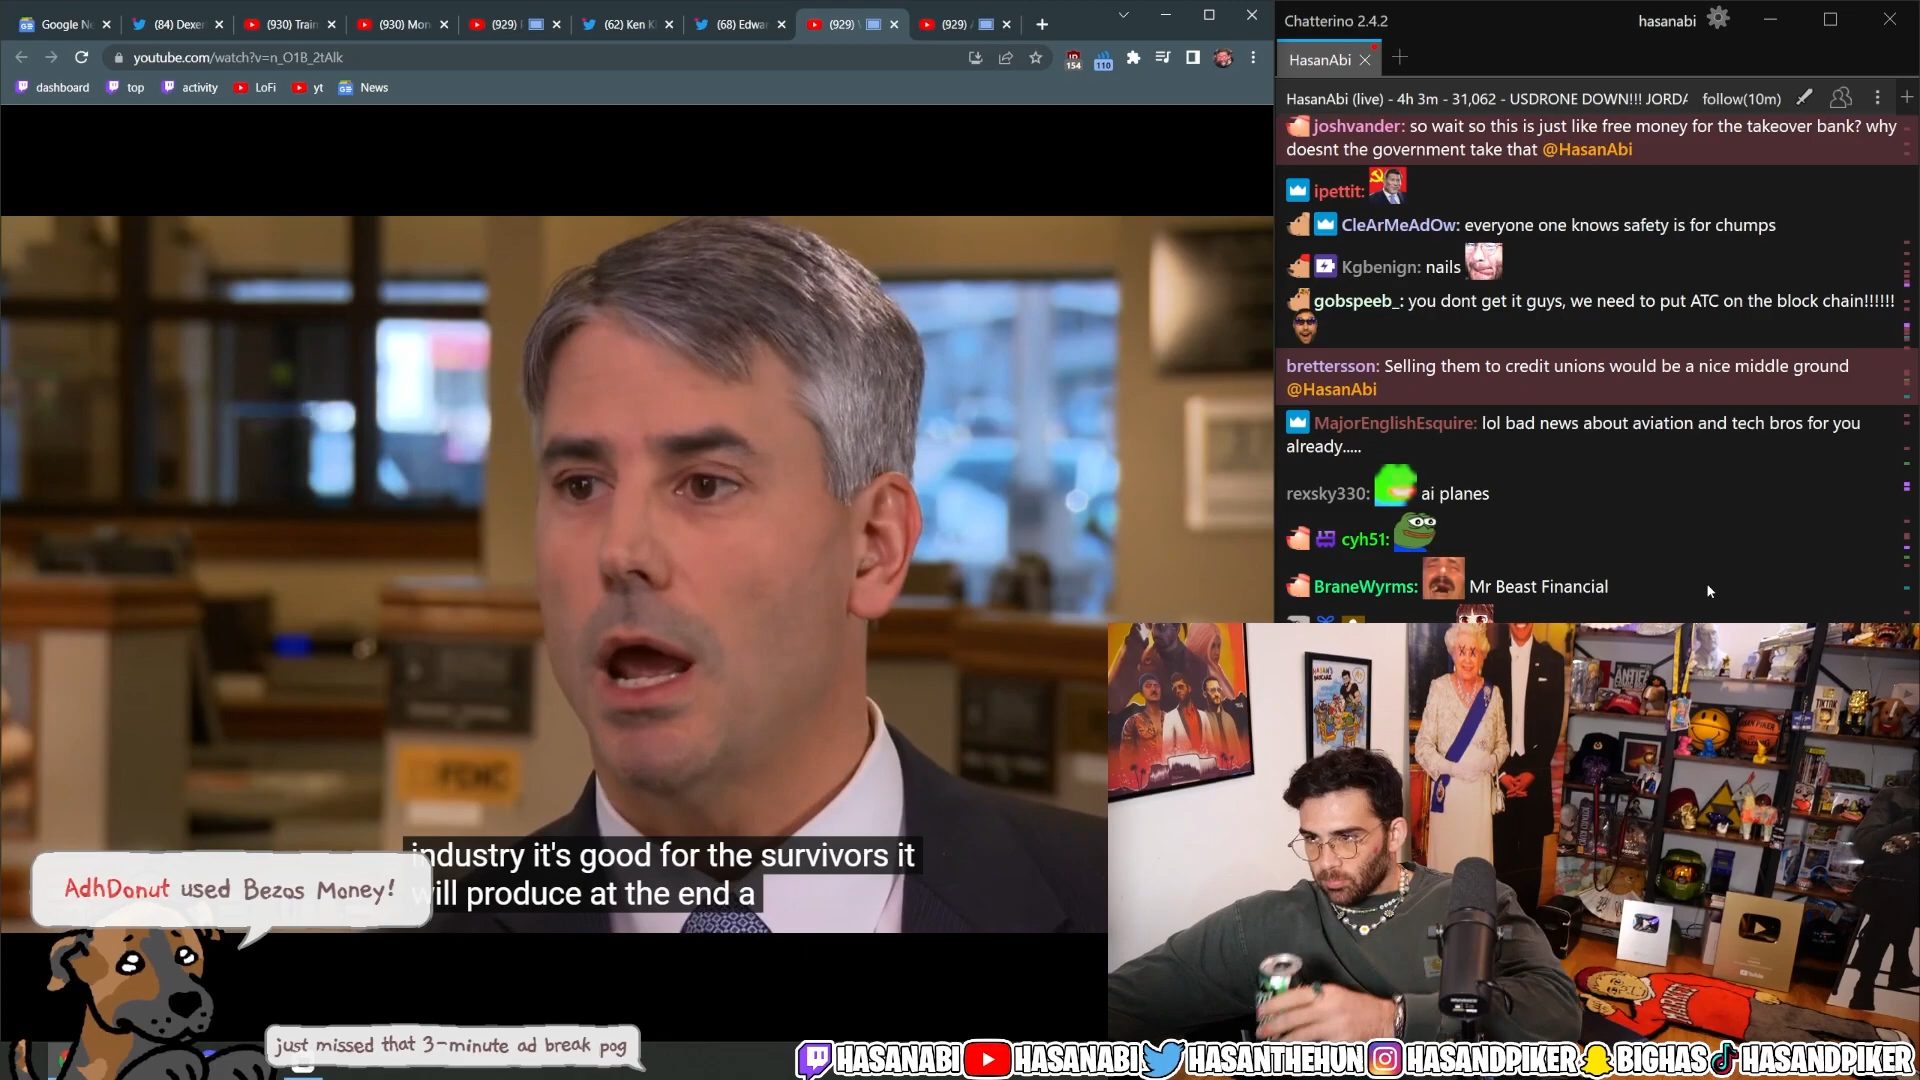 Google Ne
(84) Dexer
(930) Train
(930) Mon
(929)
(62) Ken K
(68) Edwa
(929)
(929)
youtube.com/watch?v=n_O1B_2tAlk
154
110
dashboard
top
activity
LoFi
yt
News
Chatterino 2.4.2
hasanabi
HasanAbi
HasanAbi (live) - 4h 3m - 31,062 - USDRONE DOWN!!! JORDA
follow(10m)
joshvander: so wait so this is just like free money for the takeover bank? why
doesnt the government take that @HasanAbi
ipettit:
CleArMeAdOw: everyone one knows safety is for chumps
Kgbenign: nails
gobspeeb_: you dont get it guys, we need to put ATC on the block chain!!!!!!
brettersson: Selling them to credit unions would be a nice middle ground
@HasanAbi
MajorEnglishEsquire: lol bad news about aviation and tech bros for you
already.....
rexsky330: ai planes
cyh51:
BraneWyrms: Mr Beast Financial
FDIC
industry it's good for the survivors it
will produce at the end a
AdhDonut used Bezos Money!
just missed that 3-minute ad break pog
HASANABI
HASANABI
HASANTHEHUN
HASANDPIKER
BIGHAS
HASANDPIKER